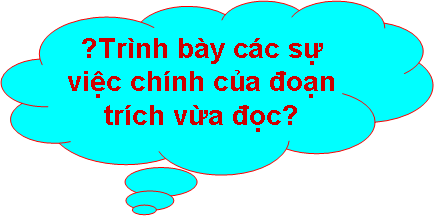 ?Trình bày các sự
việc chính của đoạn
trích vừa đọc?